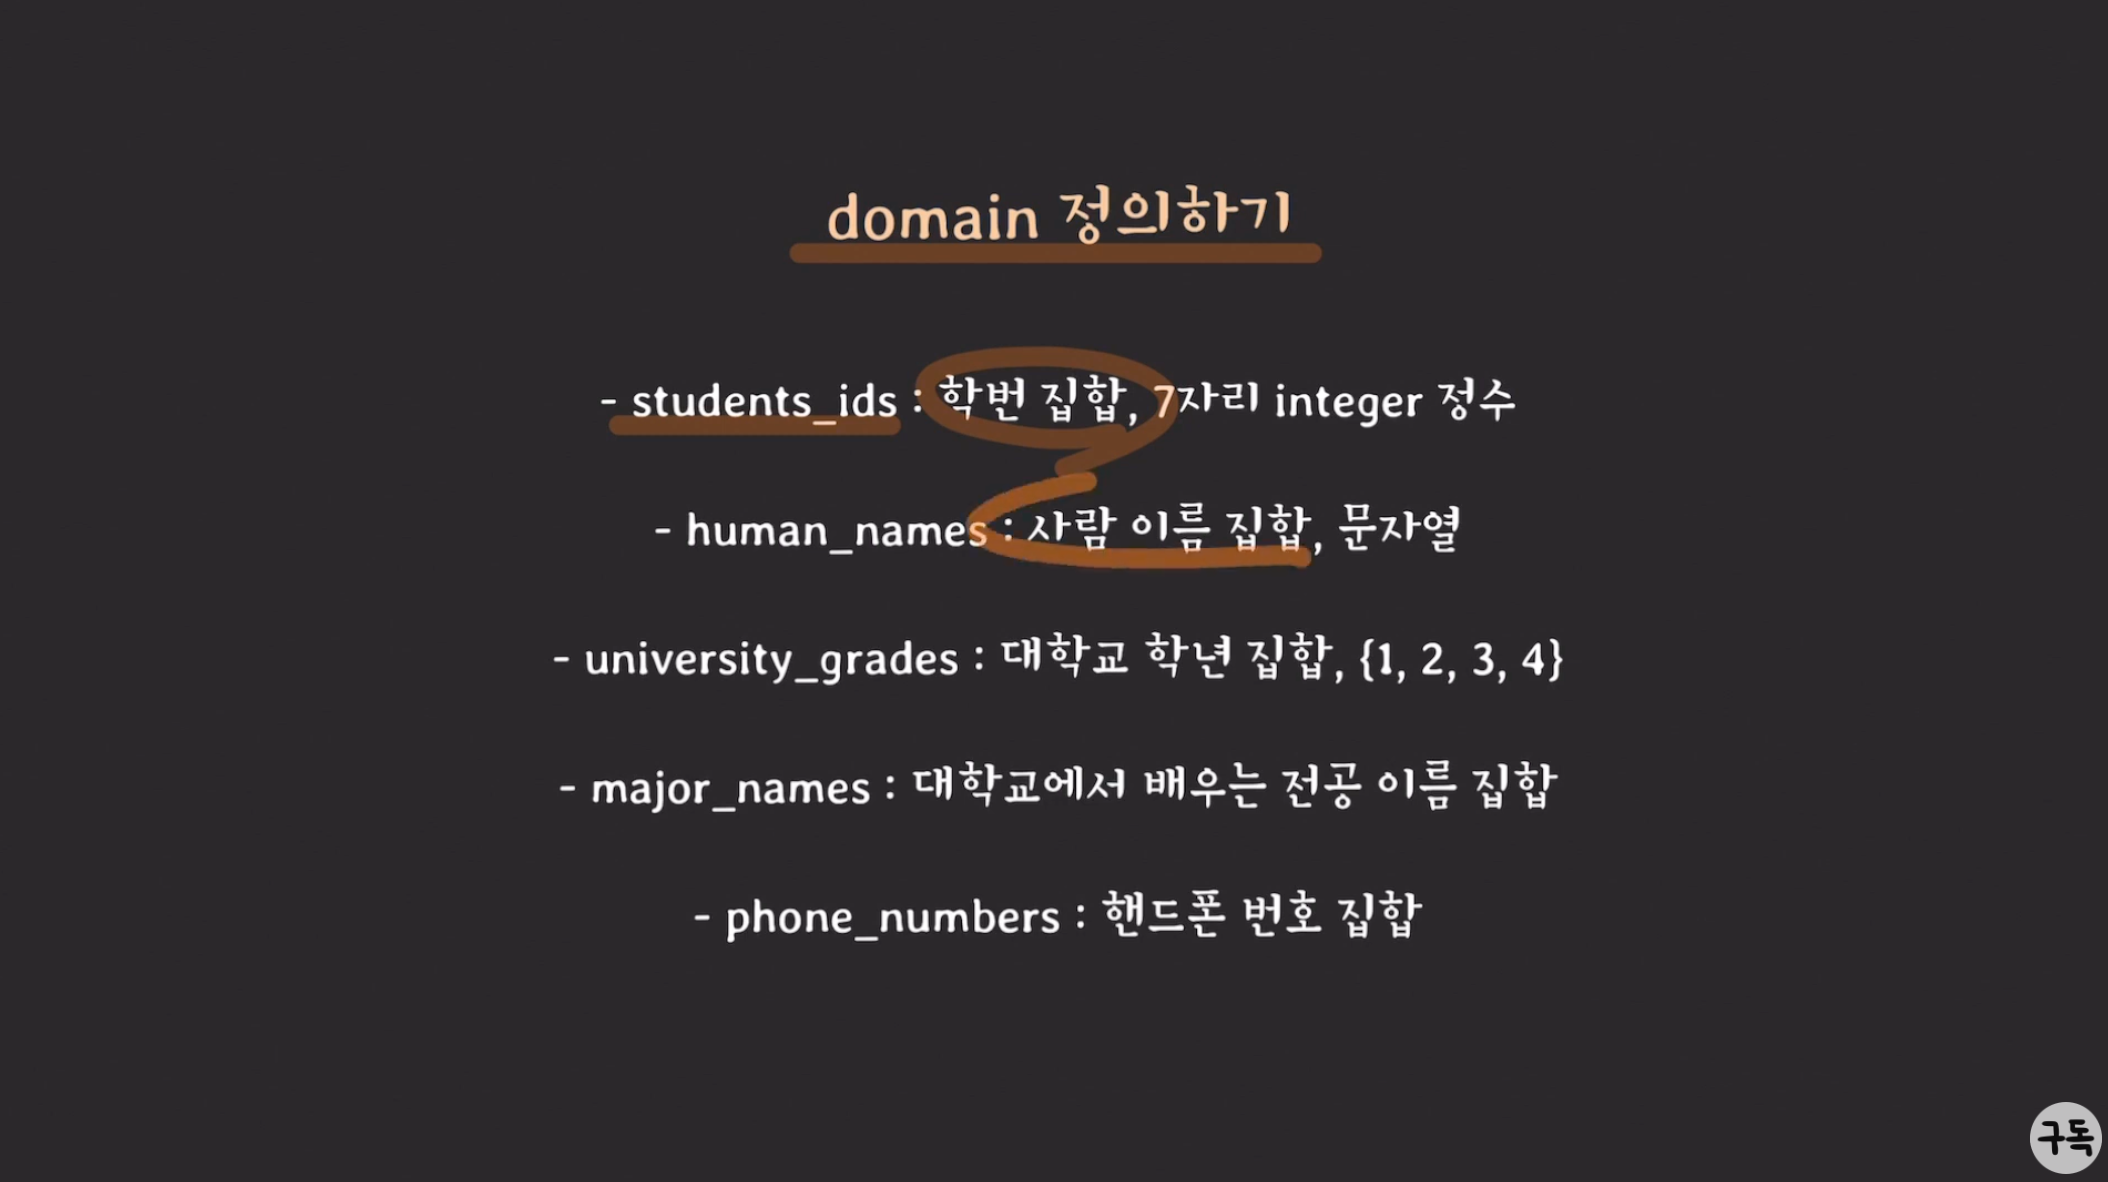 domain 정의하기
- students_ids : 학번 집합, 7자리 integer 정수
- human_names : 사람 이름 집합, 문자열
- university_grades : 대학교 학년 집합, {1, 2, 3, 4}
- major_names : 대학교에서 배우는 전공 이름 집합
- phone_numbers : 핸드폰 번호 집합
구독